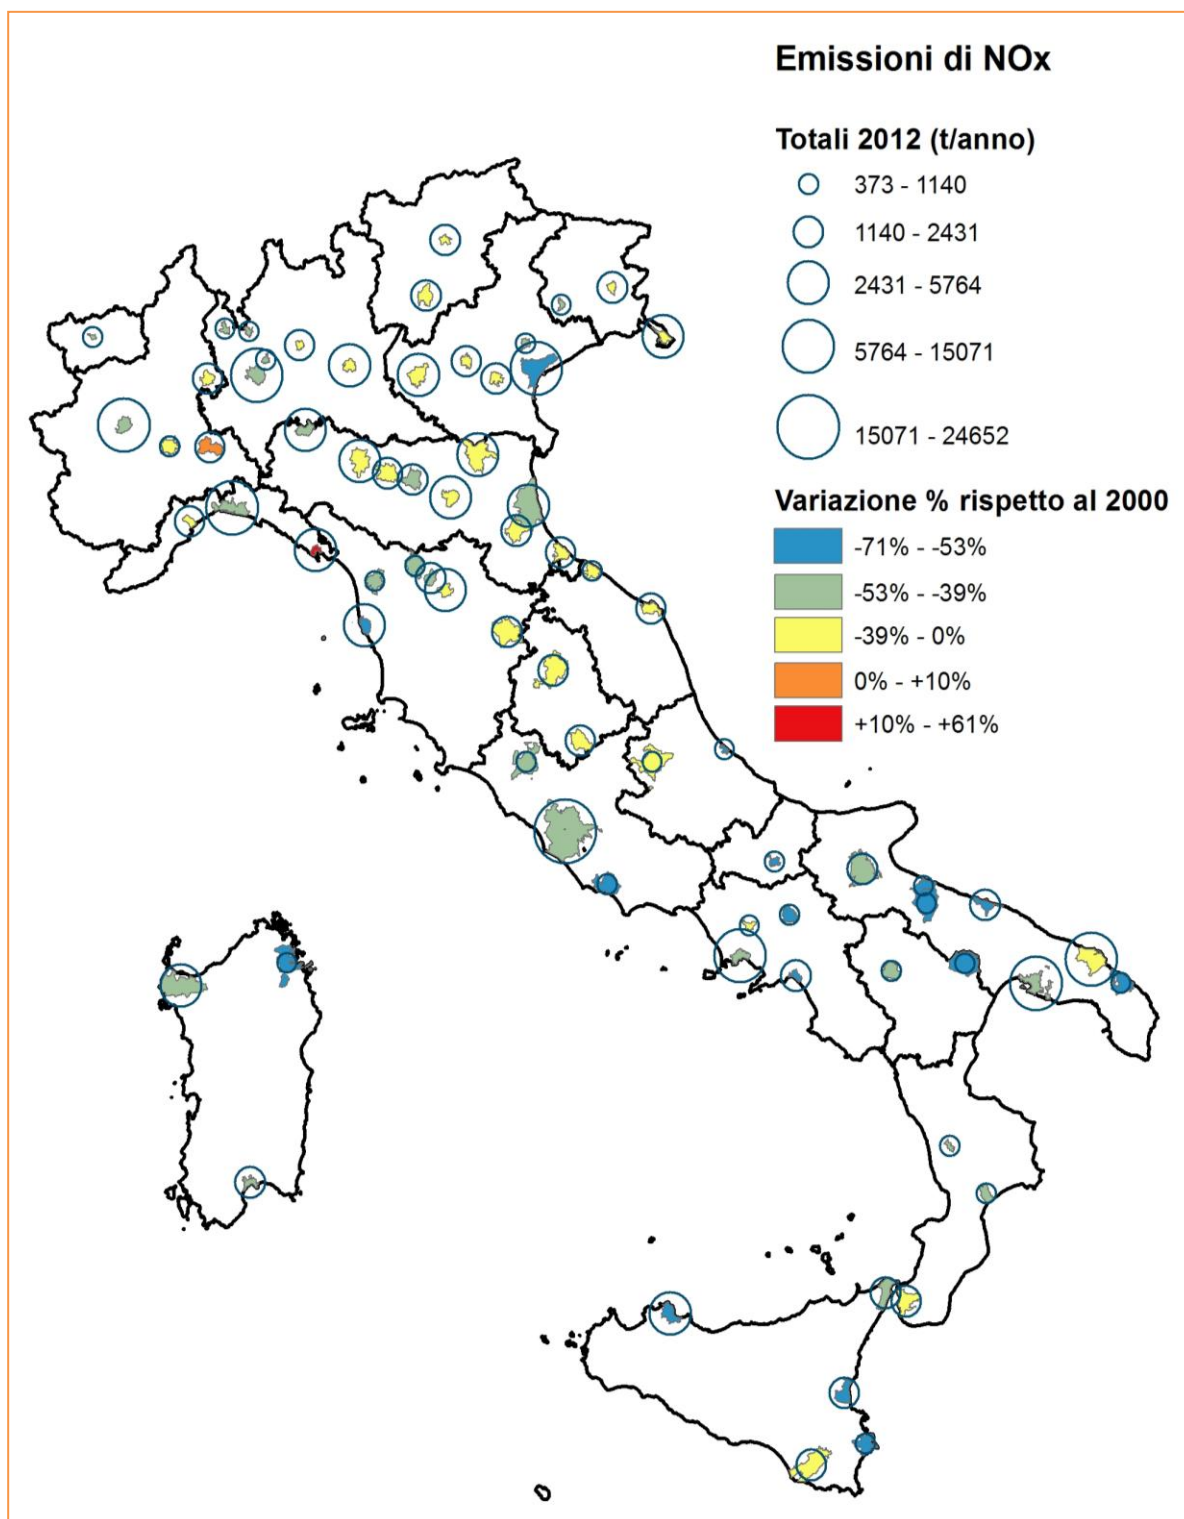 Emissioni di NOx
Totali 2012 (t/anno)
373 - 1140
1140 - 2431
2431 - 5764
5764 - 15071
15071 - 24652
Variazione % rispetto al 2000
-71% - -53%
-53% - -39%
-39% - 0%
0% - +10%
+10% - +61%